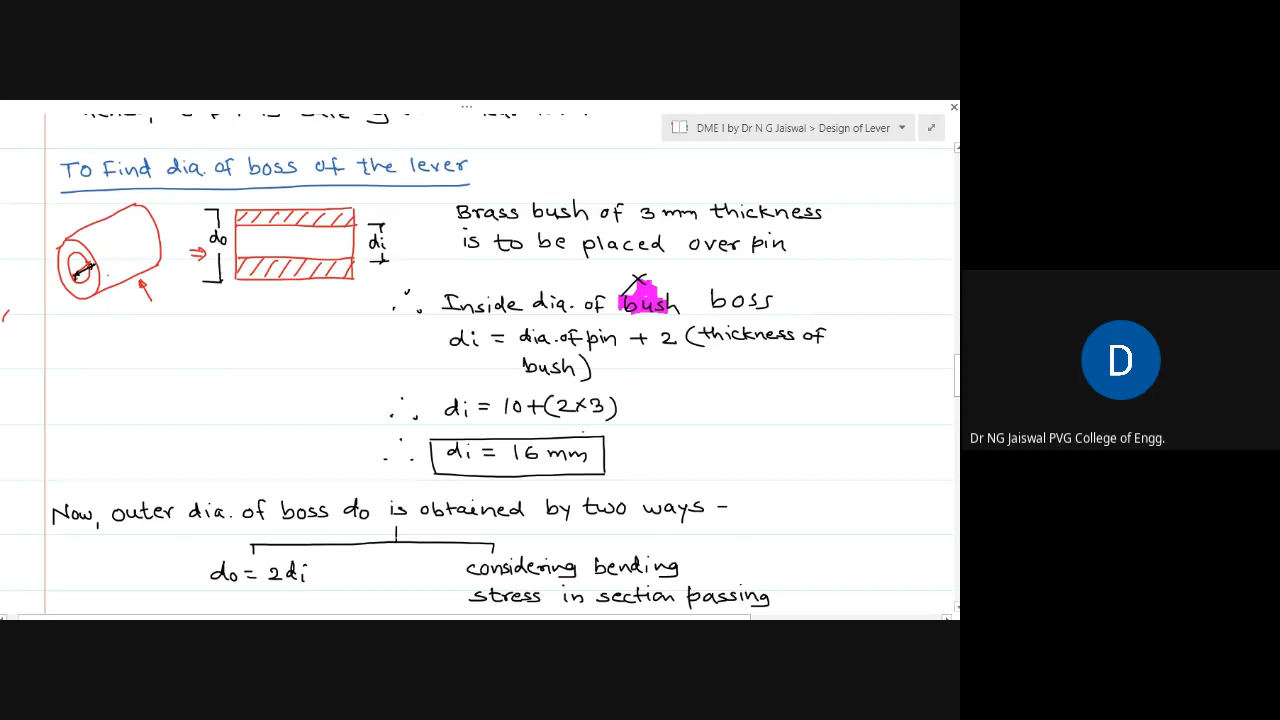 DME I by Dr N G Jaiswal > Design of Lever
To Find dia. of boss of the lever
do
di
Brass bush of 3 mm thickness
is to be placed over pin
∴ Inside dia. of bush boss
di = dia. of pin + 2 (thickness of
bush)
∴ di = 10+(2×3)
∴ di = 16 mm
Now, outer dia. of boss do is obtained by two ways -
do = 2di
considering bending
stress in section passing
D
Dr NG Jaiswal PVG College of Engg.